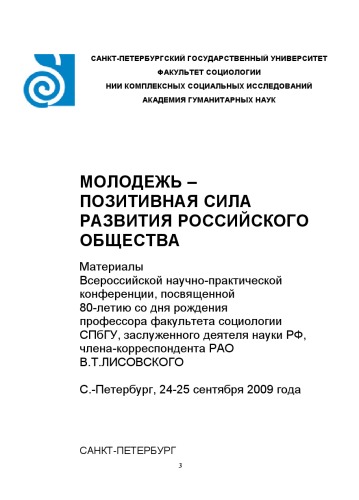 САНКТ-ПЕТЕРБУРГСКИЙ ГОСУДАРСТВЕННЫЙ УНИВЕРСИТЕТ
ФАКУЛЬТЕТ СОЦИОЛОГИИ
НИИ КОМПЛЕКСНЫХ СОЦИАЛЬНЫХ ИССЛЕДОВАНИЙ
АКАДЕМИЯ ГУМАНИТАРНЫХ НАУК
МОЛОДЕЖЬ –
ПОЗИТИВНАЯ СИЛА
РАЗВИТИЯ РОССИЙСКОГО
ОБЩЕСТВА
Материалы
Всероссийской научно-практической
конференции, посвященной
80-летию со дня рождения
профессора факультета социологии
СПбГУ, заслуженного деятеля науки РФ,
члена-корреспондента РАО
В.Т.ЛИСОВСКОГО
С.-Петербург, 24-25 сентября 2009 года
САНКТ-ПЕТЕРБУРГ
3